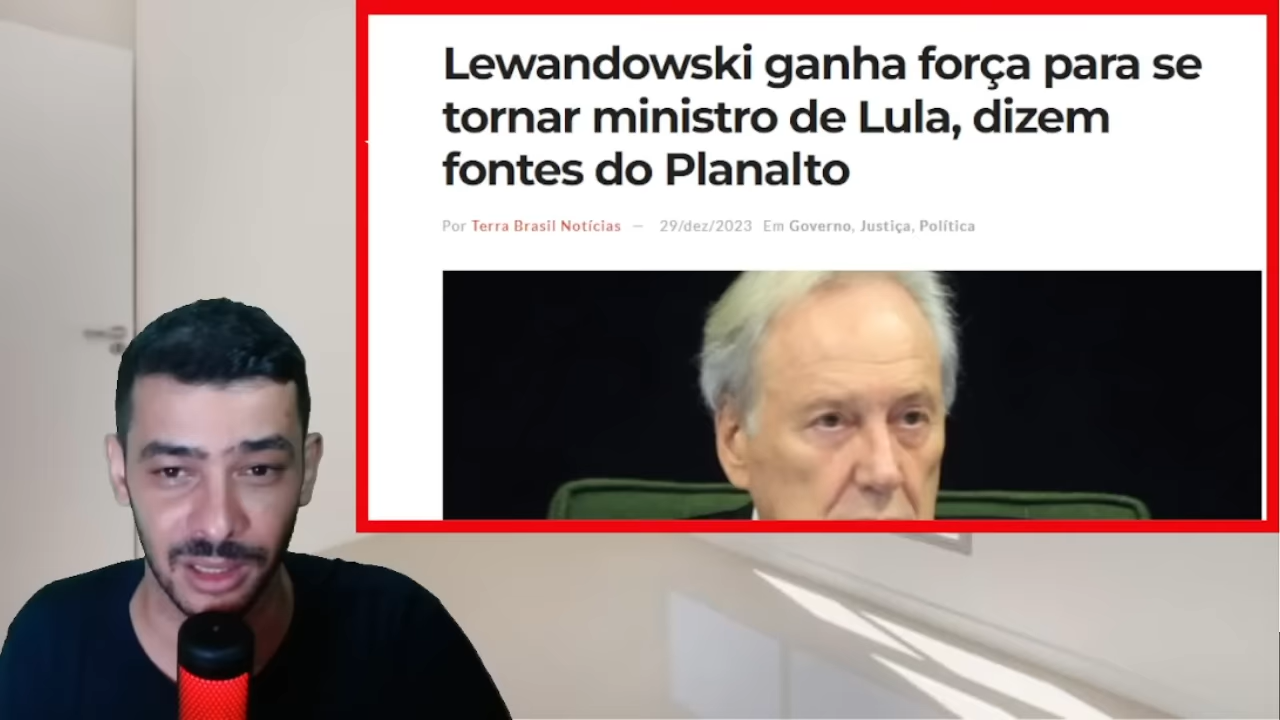 Lewandowski ganha força para se
tornar ministro de Lula, dizem
fontes do Planalto
Por Terra Brasil Notícias — 29/dez/2023 Em Governo, Justiça, Política